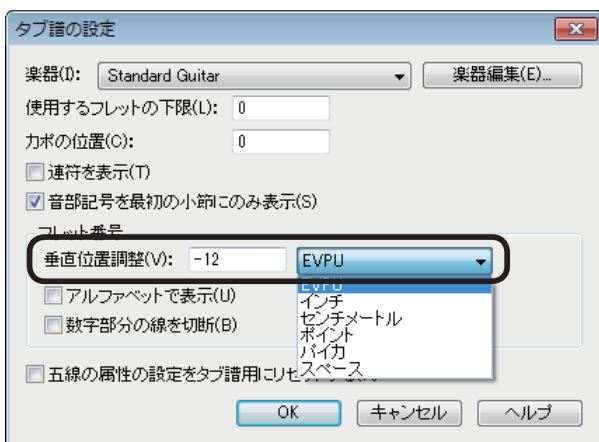 タブ譜の設定
楽器(I): Standard Guitar 楽器編集(E)...
使用するフレットの下限(L): 0
カポの位置(C): 0
連符を表示(T)
音部記号を最初の小節にのみ表示(S)
フレット番号
垂直位置調整(V): -12 EVPU
EVPU
アルファベットで表示(U) インチ
センチメートル
数字部分の線を切断(B) ポイント
パイカ
スペース
五線の属性の設定をタブ譜用にリセ
OK キャンセル ヘルプ